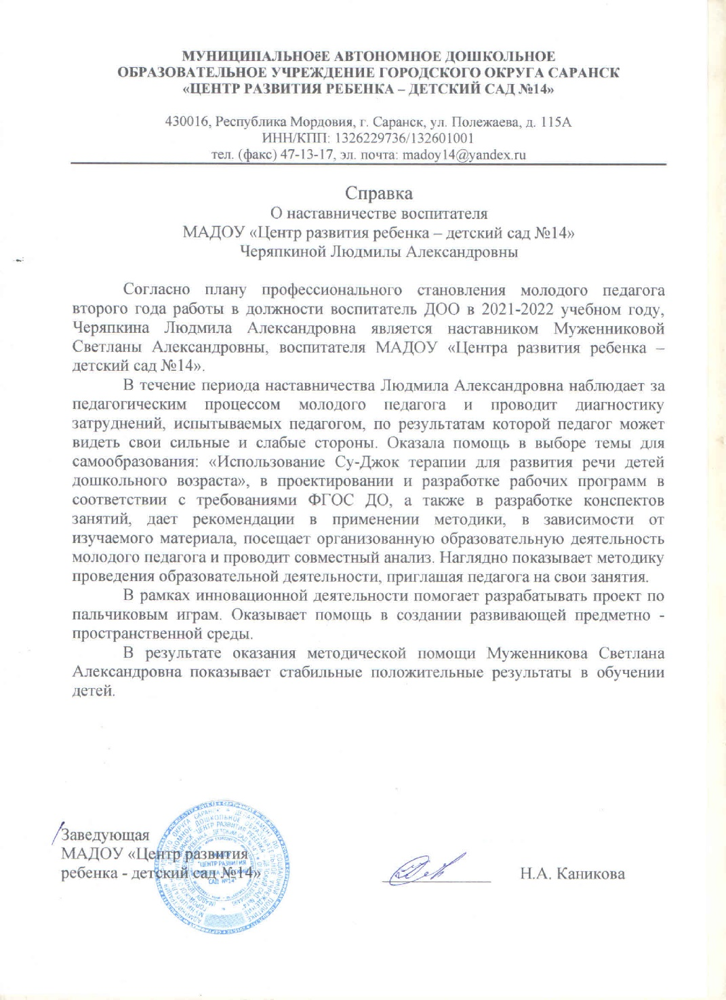 МУНИЦИПАЛЬНОёЕ АВТОНОМНОЕ ДОШКОЛЬНОЕ
ОБРАЗОВАТЕЛЬНОЕ УЧРЕЖДЕНИЕ ГОРОДСКОГО ОКРУГА САРАНСК
«ЦЕНТР РАЗВИТИЯ РЕБЕНКА – ДЕТСКИЙ САД №14»
430016, Республика Мордовия, г. Саранск, ул. Полежаева, д. 115А
ИНН/КПП: 1326229736/132601001
тел. (факс) 47-13-17, эл. почта: madoy14@yandex.ru
Справка
О наставничестве воспитателя
МАДОУ «Центр развития ребенка – детский сад №14»
Черяпкиной Людмилы Александровны
Согласно плану профессионального становления молодого педагога
второго года работы в должности воспитатель ДОО в 2021-2022 учебном году,
Черяпкина Людмила Александровна является наставником Муженниковой
Светланы Александровны, воспитателя МАДОУ «Центра развития ребенка –
детский сад №14».
В течение периода наставничества Людмила Александровна наблюдает за
педагогическим процессом молодого педагога и проводит диагностику
затруднений, испытываемых педагогом, по результатам которой педагог может
видеть свои сильные и слабые стороны. Оказала помощь в выборе темы для
самообразования: «Использование Су-Джок терапии для развития речи детей
дошкольного возраста», в проектировании и разработке рабочих программ в
соответствии с требованиями ФГОС ДО, а также в разработке конспектов
занятий, дает рекомендации в применении методики, в зависимости от
изучаемого материала, посещает организованную образовательную деятельность
молодого педагога и проводит совместный анализ. Наглядно показывает методику
проведения образовательной деятельности, приглашая педагога на свои занятия.
В рамках инновационной деятельности помогает разрабатывать проект по
пальчиковым играм. Оказывает помощь в создании развивающей предметно -
пространственной среды.
В результате оказания методической помощи Муженникова Светлана
Александровна показывает стабильные положительные результаты в обучении
детей.
Заведующая
МАДОУ «Центр развития
ребенка - детский сад №14»
Н.А. Каникова
"ЦЕНТР РАЗВИТИЯ
САД №14"